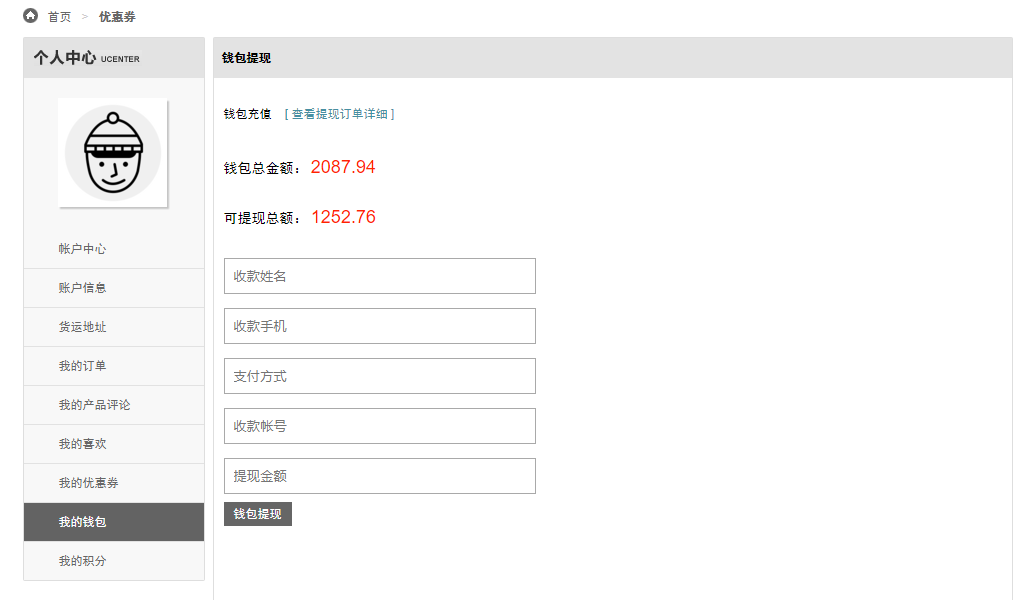 首页 > 优惠券
个人中心 UCENTER
帐户中心
账户信息
货运地址
我的订单
我的产品评论
我的喜欢
我的优惠券
我的钱包
我的积分
钱包提现
钱包充值 [ 查看提现订单详细 ]
钱包总金额： 2087.94
可提现总额： 1252.76
收款姓名
收款手机
支付方式
收款帐号
提现金额
钱包提现